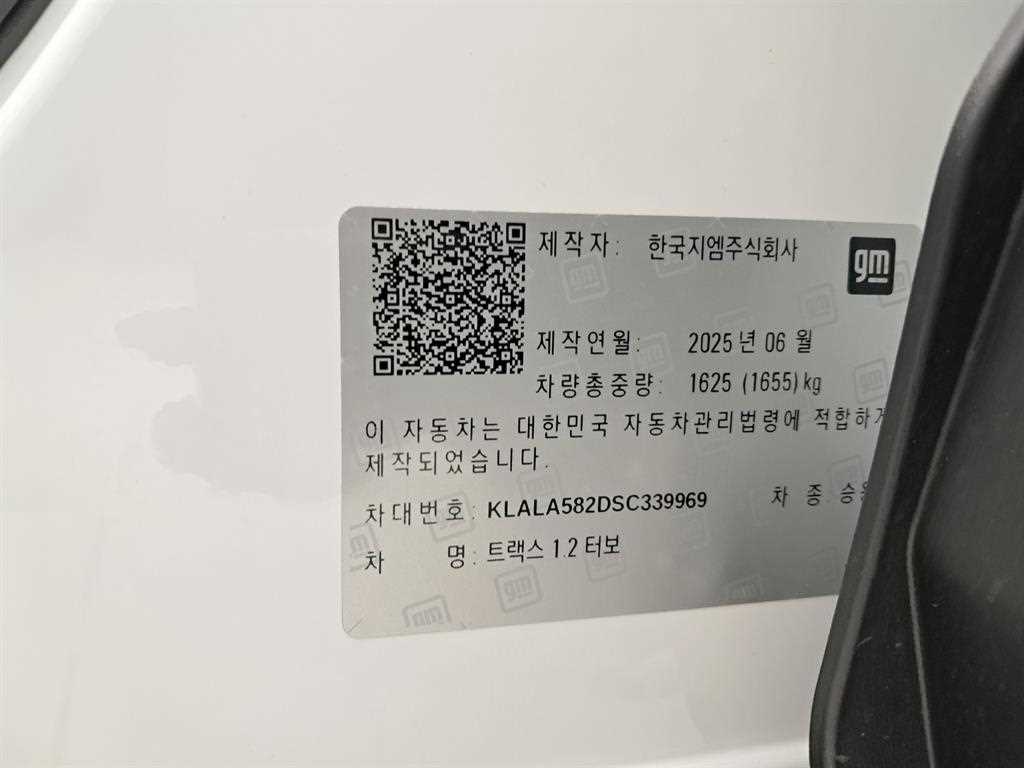 제작자: 한국지엠주식회사
gm
제작연월: 2025년 06 월
차량총중량: 1625 (1655)kg
이 자동차는 대한민국 자동차관리법령에 적합하게
제작되었습니다.
차대번호: KLALA582DSC339969 차 종:
차 명: 트랙스 1.2 터보